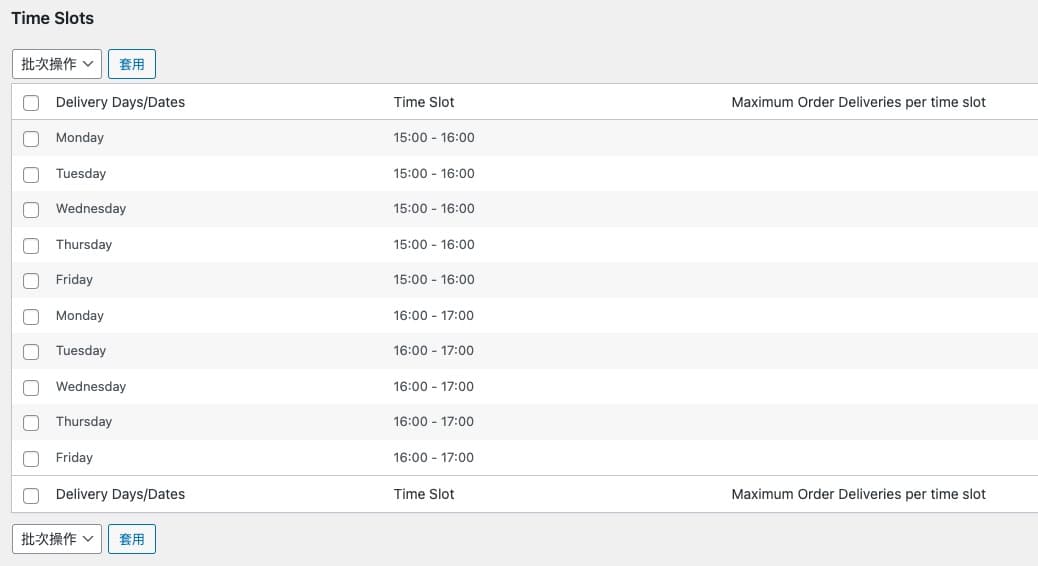 Time Slots
批次操作 套用
Delivery Days/Dates Time Slot Maximum Order Deliveries per time slot
Monday 15:00 - 16:00
Tuesday 15:00 - 16:00
Wednesday 15:00 - 16:00
Thursday 15:00 - 16:00
Friday 15:00 - 16:00
Monday 16:00 - 17:00
Tuesday 16:00 - 17:00
Wednesday 16:00 - 17:00
Thursday 16:00 - 17:00
Friday 16:00 - 17:00
Delivery Days/Dates Time Slot Maximum Order Deliveries per time slot
批次操作 套用